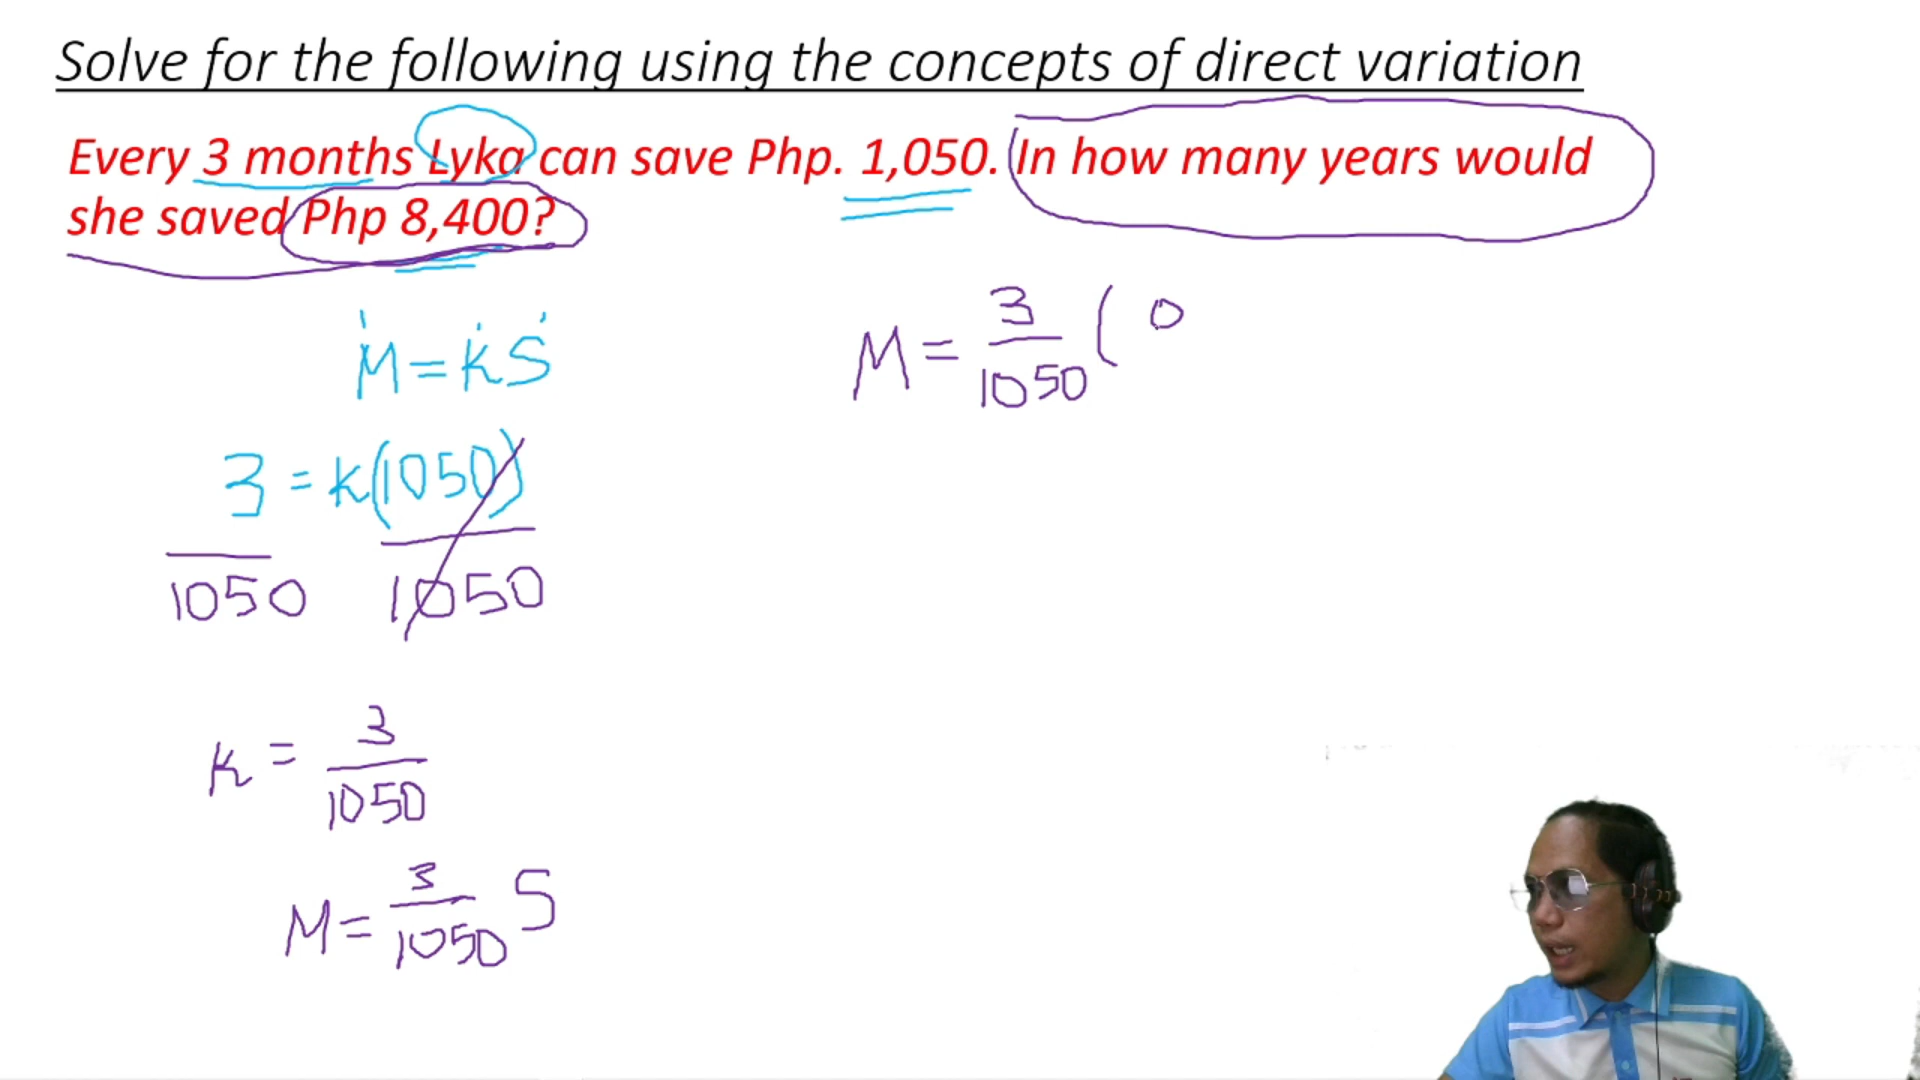 Solve for the following using the concepts of direct variation
Every 3 months Lyka can save Php. 1,050. In how many years would
she saved Php 8,400?
M = kS
3 = k(1050)
1050 1050
k = 3/1050
M = 3/1050 S
M = 3/1050 ( 0